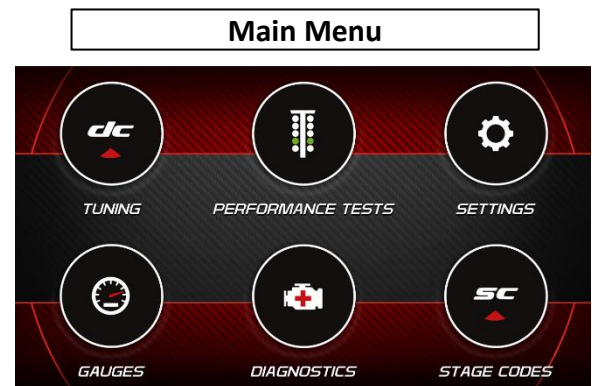 Main Menu
dc
TUNING
PERFORMANCE TESTS
SETTINGS
GAUGES
DIAGNOSTICS
sc
STAGE CODES